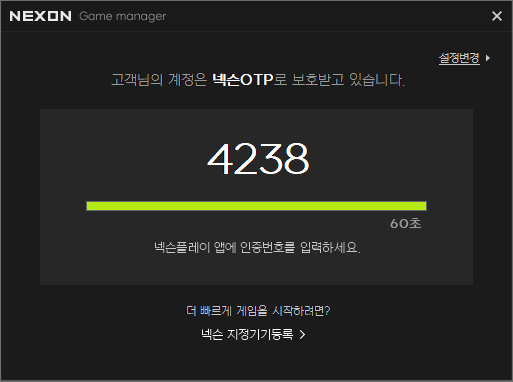 NEXON Game manager
설정변경
고객님의 계정은 넥슨OTP로 보호받고 있습니다.
4238
60초
넥슨플레이 앱에 인증번호를 입력하세요.
더 빠르게 게임을 시작하려면?
넥슨 지정기기등록 >